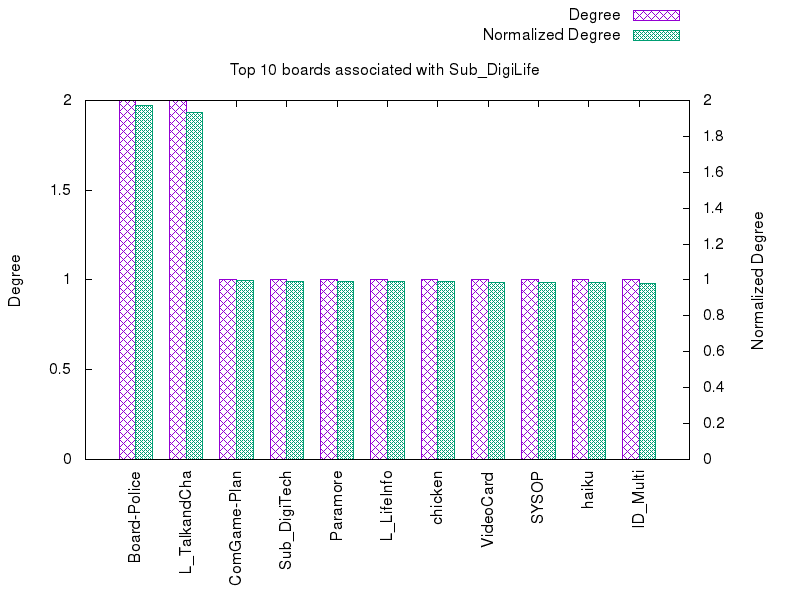 Degree
Normalized Degree
Top 10 boards associated with Sub_DigiLife
2
1.5
1
0.5
0
2
1.8
1.6
1.4
1.2
1
0.8
0.6
0.4
0.2
0
Degree
Normalized Degree
Board-Police
L_TalkandCha
ComGame-Plan
Sub_DigiTech
Paramore
L_LifeInfo
chicken
VideoCard
SYSOP
haiku
ID_Multi